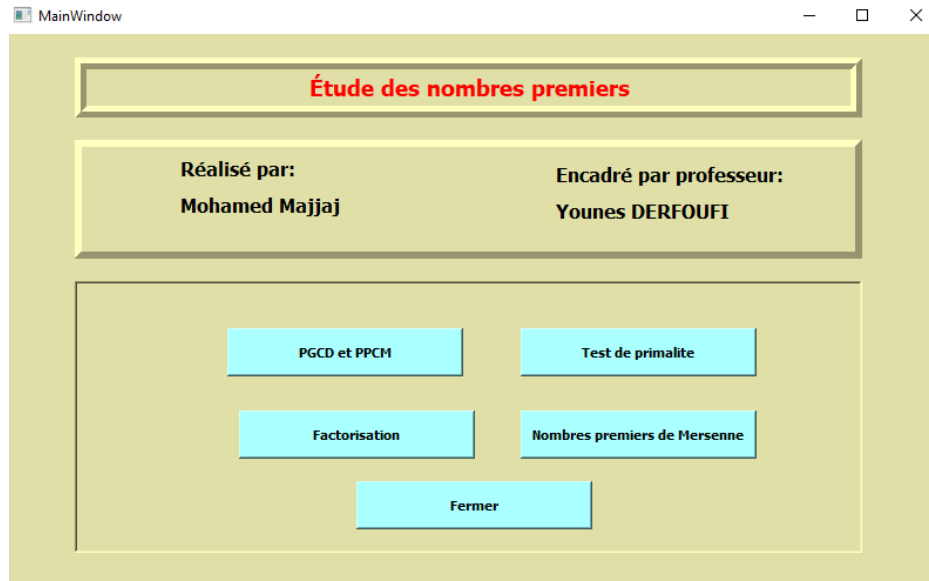 MainWindow
Étude des nombres premiers
Réalisé par:
Mohamed Majjaj
Encadré par professeur:
Younes DERFOUFI
PGCD et PPCM
Test de primalite
Factorisation
Nombres premiers de Mersenne
Fermer